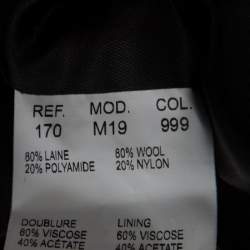 REF. MOD. COL.
170 M19 999
80% LAINE 80% WOOL
20% POLYAMIDE 20% NYLON
DOUBLURE LINING
60% VISCOSE 60% VISCOSE
40% ACÉTATE 40% ACETATE